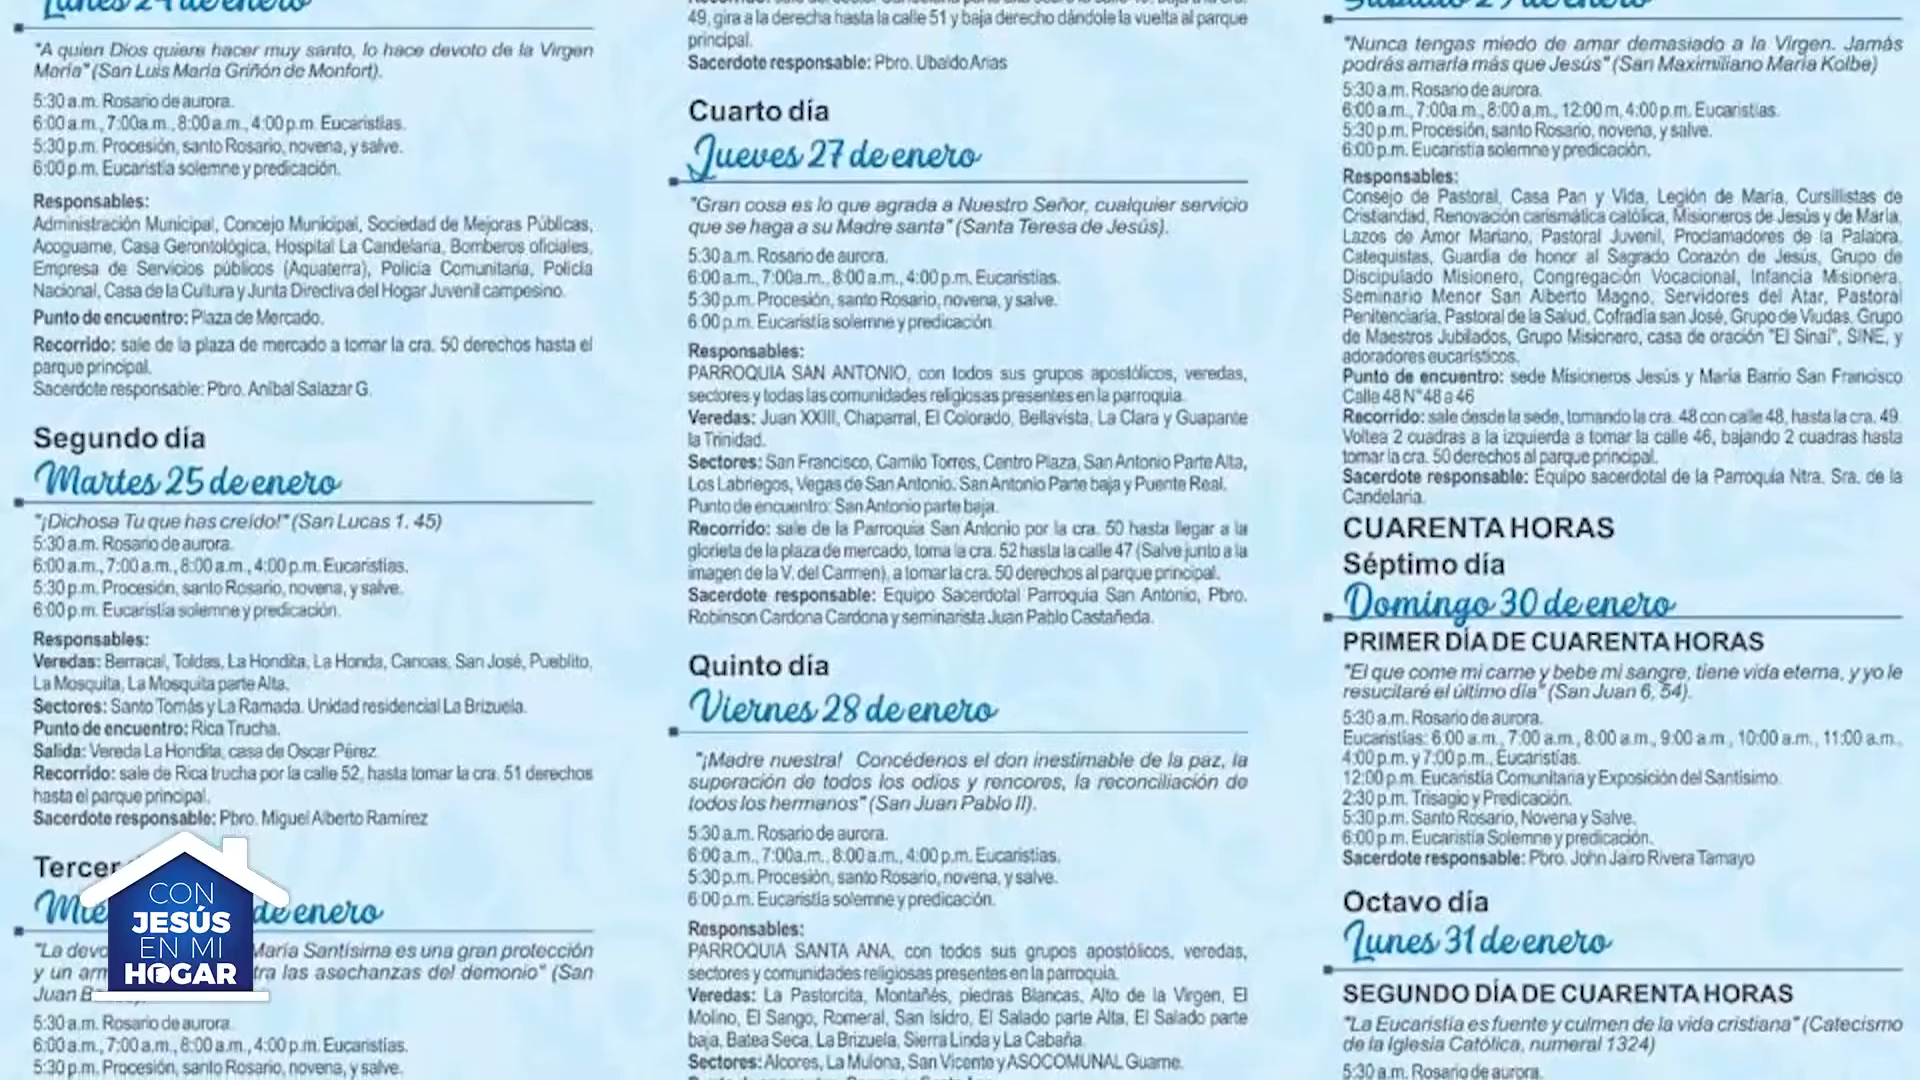 Lunes 24 de enero
"A quien Dios quiere hacer muy santo, lo hace devoto de la Virgen
María" (San Luis María Griñón de Monfort).
5:30 a.m. Rosario de aurora.
6:00 a.m., 7:00a.m., 8:00 a.m., 4:00 p.m. Eucaristías.
5:30 p.m. Procesión, santo Rosario, novena, y salve.
6:00 p.m. Eucaristía solemne y predicación.
Responsables:
Administración Municipal, Concejo Municipal, Sociedad de Mejoras Públicas,
Acoguame, Casa Gerontológica, Hospital La Candelaria, Bomberos oficiales,
Empresa de Servicios públicos (Aquaterra), Policía Comunitaria, Policía
Nacional, Casa de la Cultura y Junta Directiva del Hogar Juvenil campesino.
Punto de encuentro: Plaza de Mercado.
Recorrido: sale de la plaza de mercado a tomar la cra. 50 derechos hasta el
parque principal.
Sacerdote responsable: Pbro. Aníbal Salazar G.
Segundo día
Martes 25 de enero
"¡Dichosa Tu que has creído!" (San Lucas 1. 45)
5:30 a.m. Rosario de aurora.
6:00 a.m., 7:00 a.m., 8:00 a.m., 4:00 p.m. Eucaristías.
5:30 p.m. Procesión, santo Rosario, novena, y salve.
6:00 p.m. Eucaristía solemne y predicación.
Responsables:
Veredas: Berracal, Toldas, La Hondita, La Honda, Canoas, San José, Pueblito,
La Mosquita, La Mosquita parte Alta.
Sectores: Santo Tomás y La Ramada. Unidad residencial La Brizuela.
Punto de encuentro: Rica Trucha.
Salida: Vereda La Hondita, casa de Oscar Pérez.
Recorrido: sale de Rica trucha por la calle 52, hasta tomar la cra. 51 derechos
hasta el parque principal.
Sacerdote responsable: Pbro. Miguel Alberto Ramírez
Tercer
de enero
"La María Santísima es una gran protección
y un las asechanzas del demonio" (San
Juan
5:30 a.m. Rosario de aurora.
6:00 a.m., 7:00 a.m., 8:00 a.m., 4:00 p.m. Eucaristías.
5:30 p.m. Procesión, santo Rosario, novena, y salve.
CON
JESÚS
EN MI
HOGAR
49, gira a la derecha hasta la calle 51 y baja derecho dándole la vuelta al parque
principal.
Sacerdote responsable: Pbro. Ubaldo Arias
Cuarto día
Jueves 27 de enero
"Gran cosa es lo que agrada a Nuestro Señor, cualquier servicio
que se haga a su Madre santa" (Santa Teresa de Jesús).
5:30 a.m. Rosario de aurora.
6:00 a.m., 7:00a.m., 8:00 a.m., 4:00 p.m. Eucaristías.
5:30 p.m. Procesión, santo Rosario, novena, y salve.
6:00 p.m. Eucaristía solemne y predicación.
Responsables:
PARROQUIA SAN ANTONIO, con todos sus grupos apostólicos, veredas,
sectores y todas las comunidades religiosas presentes en la parroquia.
Veredas: Juan XXIII, Chaparral, El Colorado, Bellavista, La Clara y Guapante
la Trinidad.
Sectores: San Francisco, Camilo Torres, Centro Plaza, San Antonio Parte Alta,
Los Labriegos, Vegas de San Antonio. San Antonio Parte baja y Puente Real.
Punto de encuentro: San Antonio parte baja.
Recorrido: sale de la Parroquia San Antonio por la cra. 50 hasta llegar a la
glorieta de la plaza de mercado, toma la cra. 52 hasta la calle 47 (Salve junto a la
imagen de la V. del Carmen), a tomar la cra. 50 derechos al parque principal.
Sacerdote responsable: Equipo Sacerdotal Parroquia San Antonio, Pbro.
Robinson Cardona Cardona y seminarista Juan Pablo Castañeda.
Quinto día
Viernes 28 de enero
"¡Madre nuestra! Concédenos el don inestimable de la paz, la
superación de todos los odios y rencores, la reconciliación de
todos los hermanos" (San Juan Pablo II).
5:30 a.m. Rosario de aurora.
6:00 a.m., 7:00a.m., 8:00 a.m., 4:00 p.m. Eucaristías.
5:30 p.m. Procesión, santo Rosario, novena, y salve.
6:00 p.m. Eucaristía solemne y predicación.
Responsables:
PARROQUIA SANTA ANA, con todos sus grupos apostólicos, veredas,
sectores y comunidades religiosas presentes en la parroquia.
Veredas: La Pastorcita, Montañés, piedras Blancas, Alto de la Virgen, El
Molino, El Sango, Romeral, San Isidro, El Salado parte Alta, El Salado parte
baja, Batea Seca, La Brizuela, Sierra Linda y La Cabaña.
Sectores: Alcores, La Mulona, San Vicente y ASOCOMUNAL Guarne.
Sábado 29 de enero
"Nunca tengas miedo de amar demasiado a la Virgen. Jamás
podrás amarla más que Jesús" (San Maximiliano María Kolbe)
5:30 a.m. Rosario de aurora.
6:00 a.m., 7:00a.m., 8:00 a.m., 12:00 m, 4:00 p.m. Eucaristías.
5:30 p.m. Procesión, santo Rosario, novena, y salve.
6:00 p.m. Eucaristía solemne y predicación.
Responsables:
Consejo de Pastoral, Casa Pan y Vida, Legión de María, Cursillistas de
Cristiandad, Renovación carismática católica, Misioneros de Jesús y de María,
Lazos de Amor Mariano, Pastoral Juvenil, Proclamadores de la Palabra,
Catequistas, Guardia de honor al Sagrado Corazón de Jesús, Grupo de
Discipulado Misionero, Congregación Vocacional, Infancia Misionera,
Seminario Menor San Alberto Magno, Servidores del Atar, Pastoral
Penitenciaria, Pastoral de la Salud, Cofradía san José, Grupo de Viudas, Grupo
de Maestros Jubilados, Grupo Misionero, casa de oración "El Sinaí", SINE, y
adoradores eucarísticos.
Punto de encuentro: sede Misioneros Jesús y María Barrio San Francisco
Calle 48 N°48 a 46
Recorrido: sale desde la sede, tomando la cra. 48 con calle 48, hasta la cra. 49.
Voltea 2 cuadras a la izquierda a tomar la calle 46, bajando 2 cuadras hasta
tomar la cra. 50 derechos al parque principal.
Sacerdote responsable: Equipo sacerdotal de la Parroquia Ntra. Sra. de la
Candelaria.
CUARENTA HORAS
Séptimo día
Domingo 30 de enero
PRIMER DÍA DE CUARENTA HORAS
"El que come mi carne y bebe mi sangre, tiene vida eterna, y yo le
resucitaré el último día" (San Juan 6, 54).
5:30 a.m. Rosario de aurora.
Eucaristías: 6:00 a.m., 7:00 a.m., 8:00 a.m., 9:00 a.m., 10:00 a.m., 11:00 a.m.,
4:00 p.m. y 7:00 p.m., Eucaristías.
12:00 p.m. Eucaristía Comunitaria y Exposición del Santísimo.
2:30 p.m. Trisagio y Predicación.
5:30 p.m. Santo Rosario, Novena y Salve.
6:00 p.m. Eucaristía Solemne y predicación.
Sacerdote responsable: Pbro. John Jairo Rivera Tamayo
Octavo día
Lunes 31 de enero
SEGUNDO DÍA DE CUARENTA HORAS
"La Eucaristía es fuente y culmen de la vida cristiana" (Catecismo
de la Iglesia Católica, numeral 1324)
5:30 a.m. Rosario de aurora.